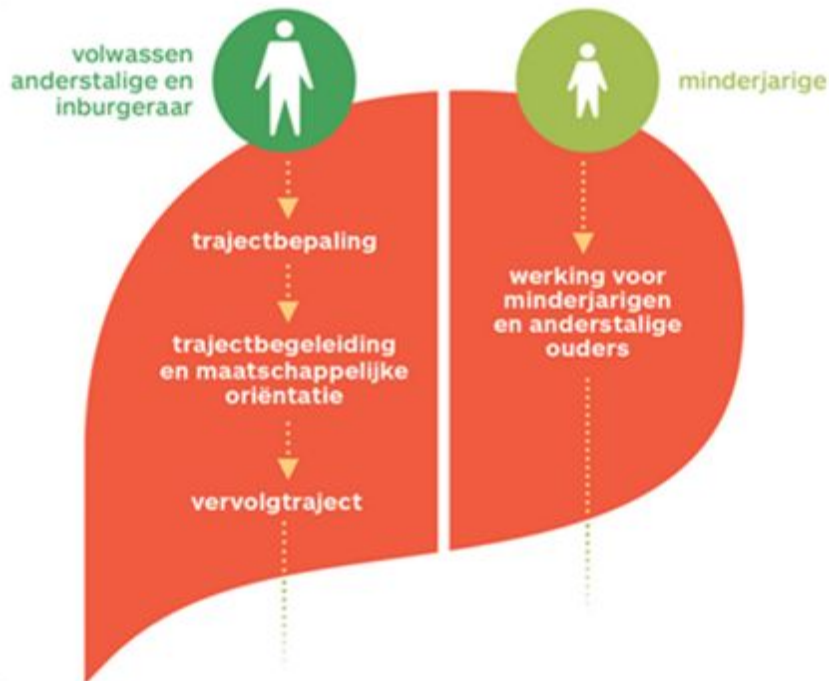 volwassen
anderstalige en
inburgeraar
trajectbepaling
trajectbegeleiding
en maatschappelijke
oriëntatie
vervolgtraject
minderjarige
werking voor
minderjarigen
en anderstalige
ouders